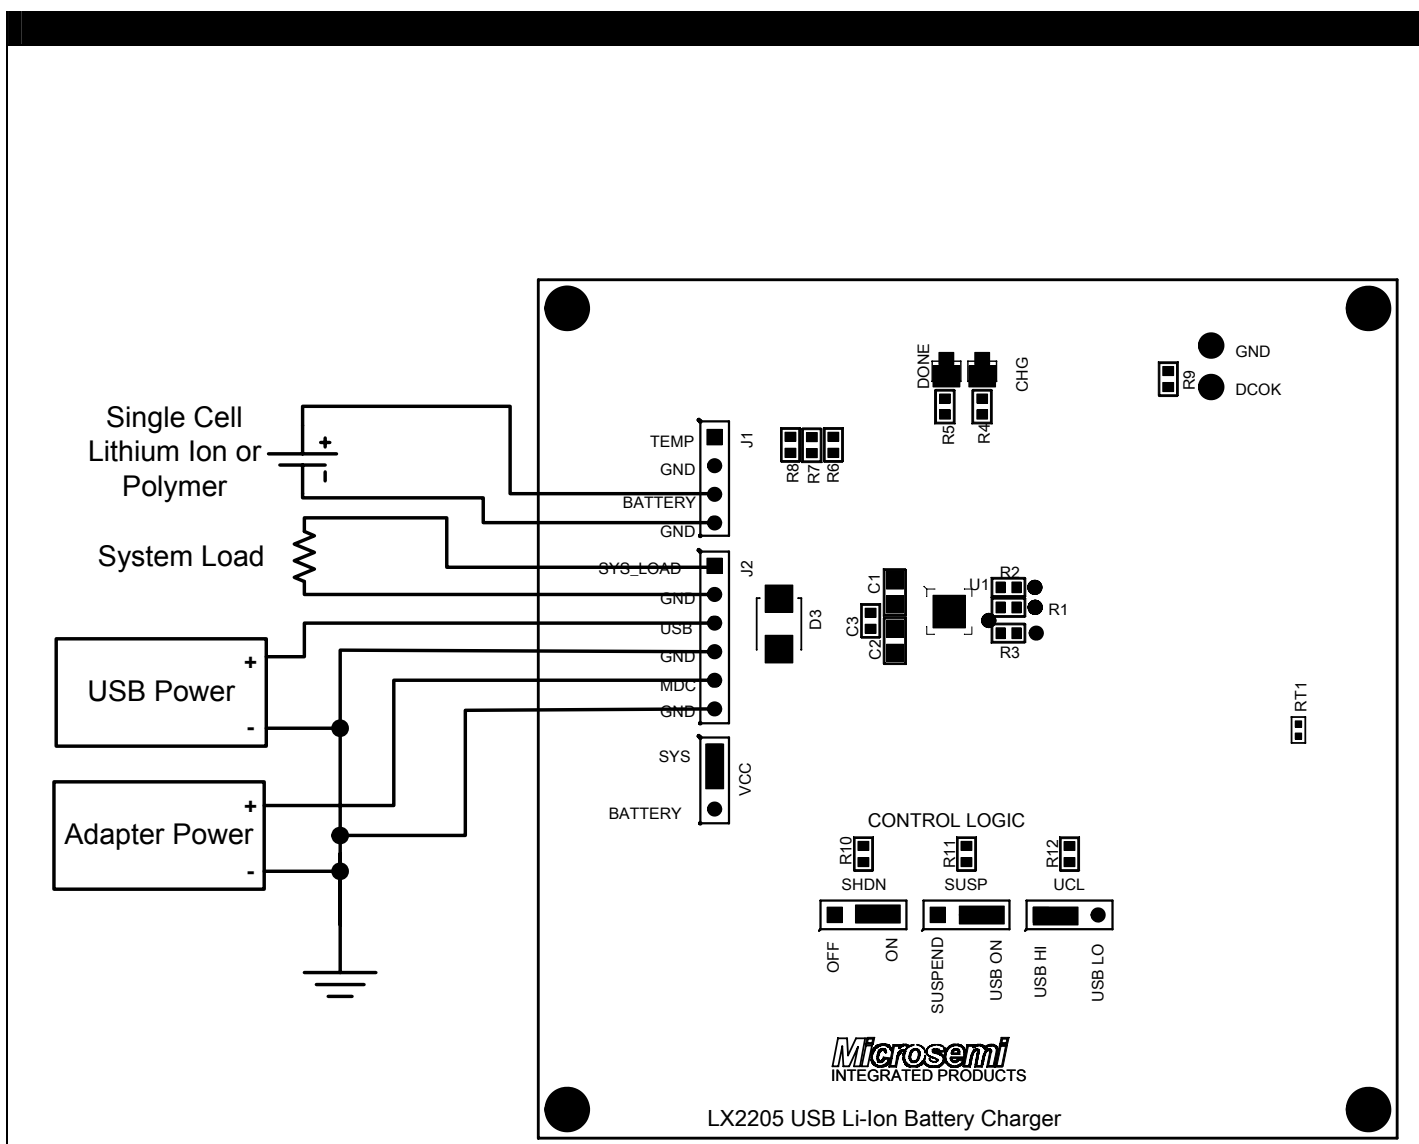 Single Cell
Lithium Ion or
Polymer
+
-
System Load
USB Power
+
-
Adapter Power
+
-
TEMP
GND
BATTERY
GND
J1
SYS_LOAD
GND
USB
GND
MDC
GND
J2
SYS
BATTERY
VCC
R8
R7
R6
DONE
CHG
R5
R4
R9
GND
DCOK
D3
C1
C3
C2
U1
R2
R1
R3
RT1
CONTROL LOGIC
R10
R11
R12
SHDN
SUSP
UCL
OFF
ON
SUSPEND
USB ON
USB HI
USB LO
Microsemi
INTEGRATED PRODUCTS
LX2205 USB Li-Ion Battery Charger